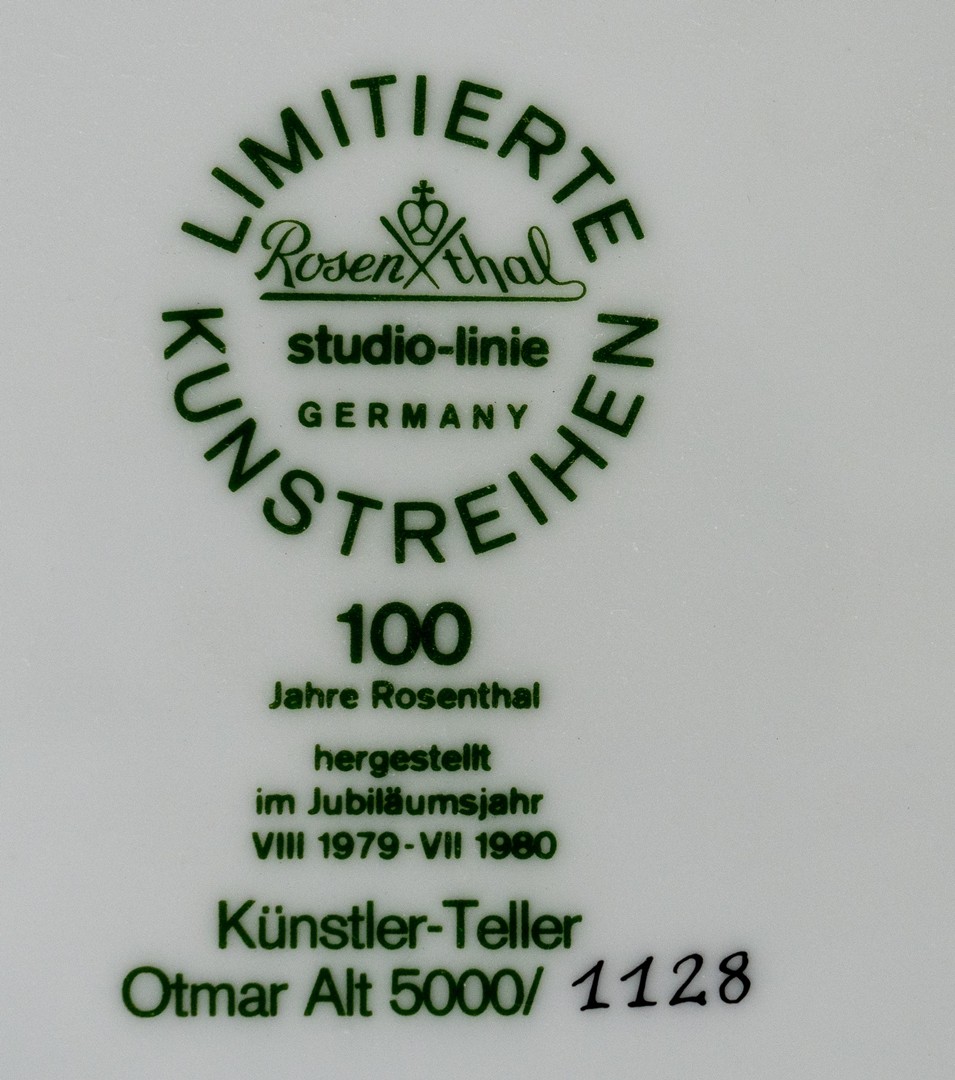 LIMITIERTE
Rosenthal
studio-linie
GERMANY
KUNSTREIHEN
100
Jahre Rosenthal
hergestellt
im Jubiläumsjahr
VIII 1979-VII 1980
Künstler-Teller
Otmar Alt 5000/ 1128